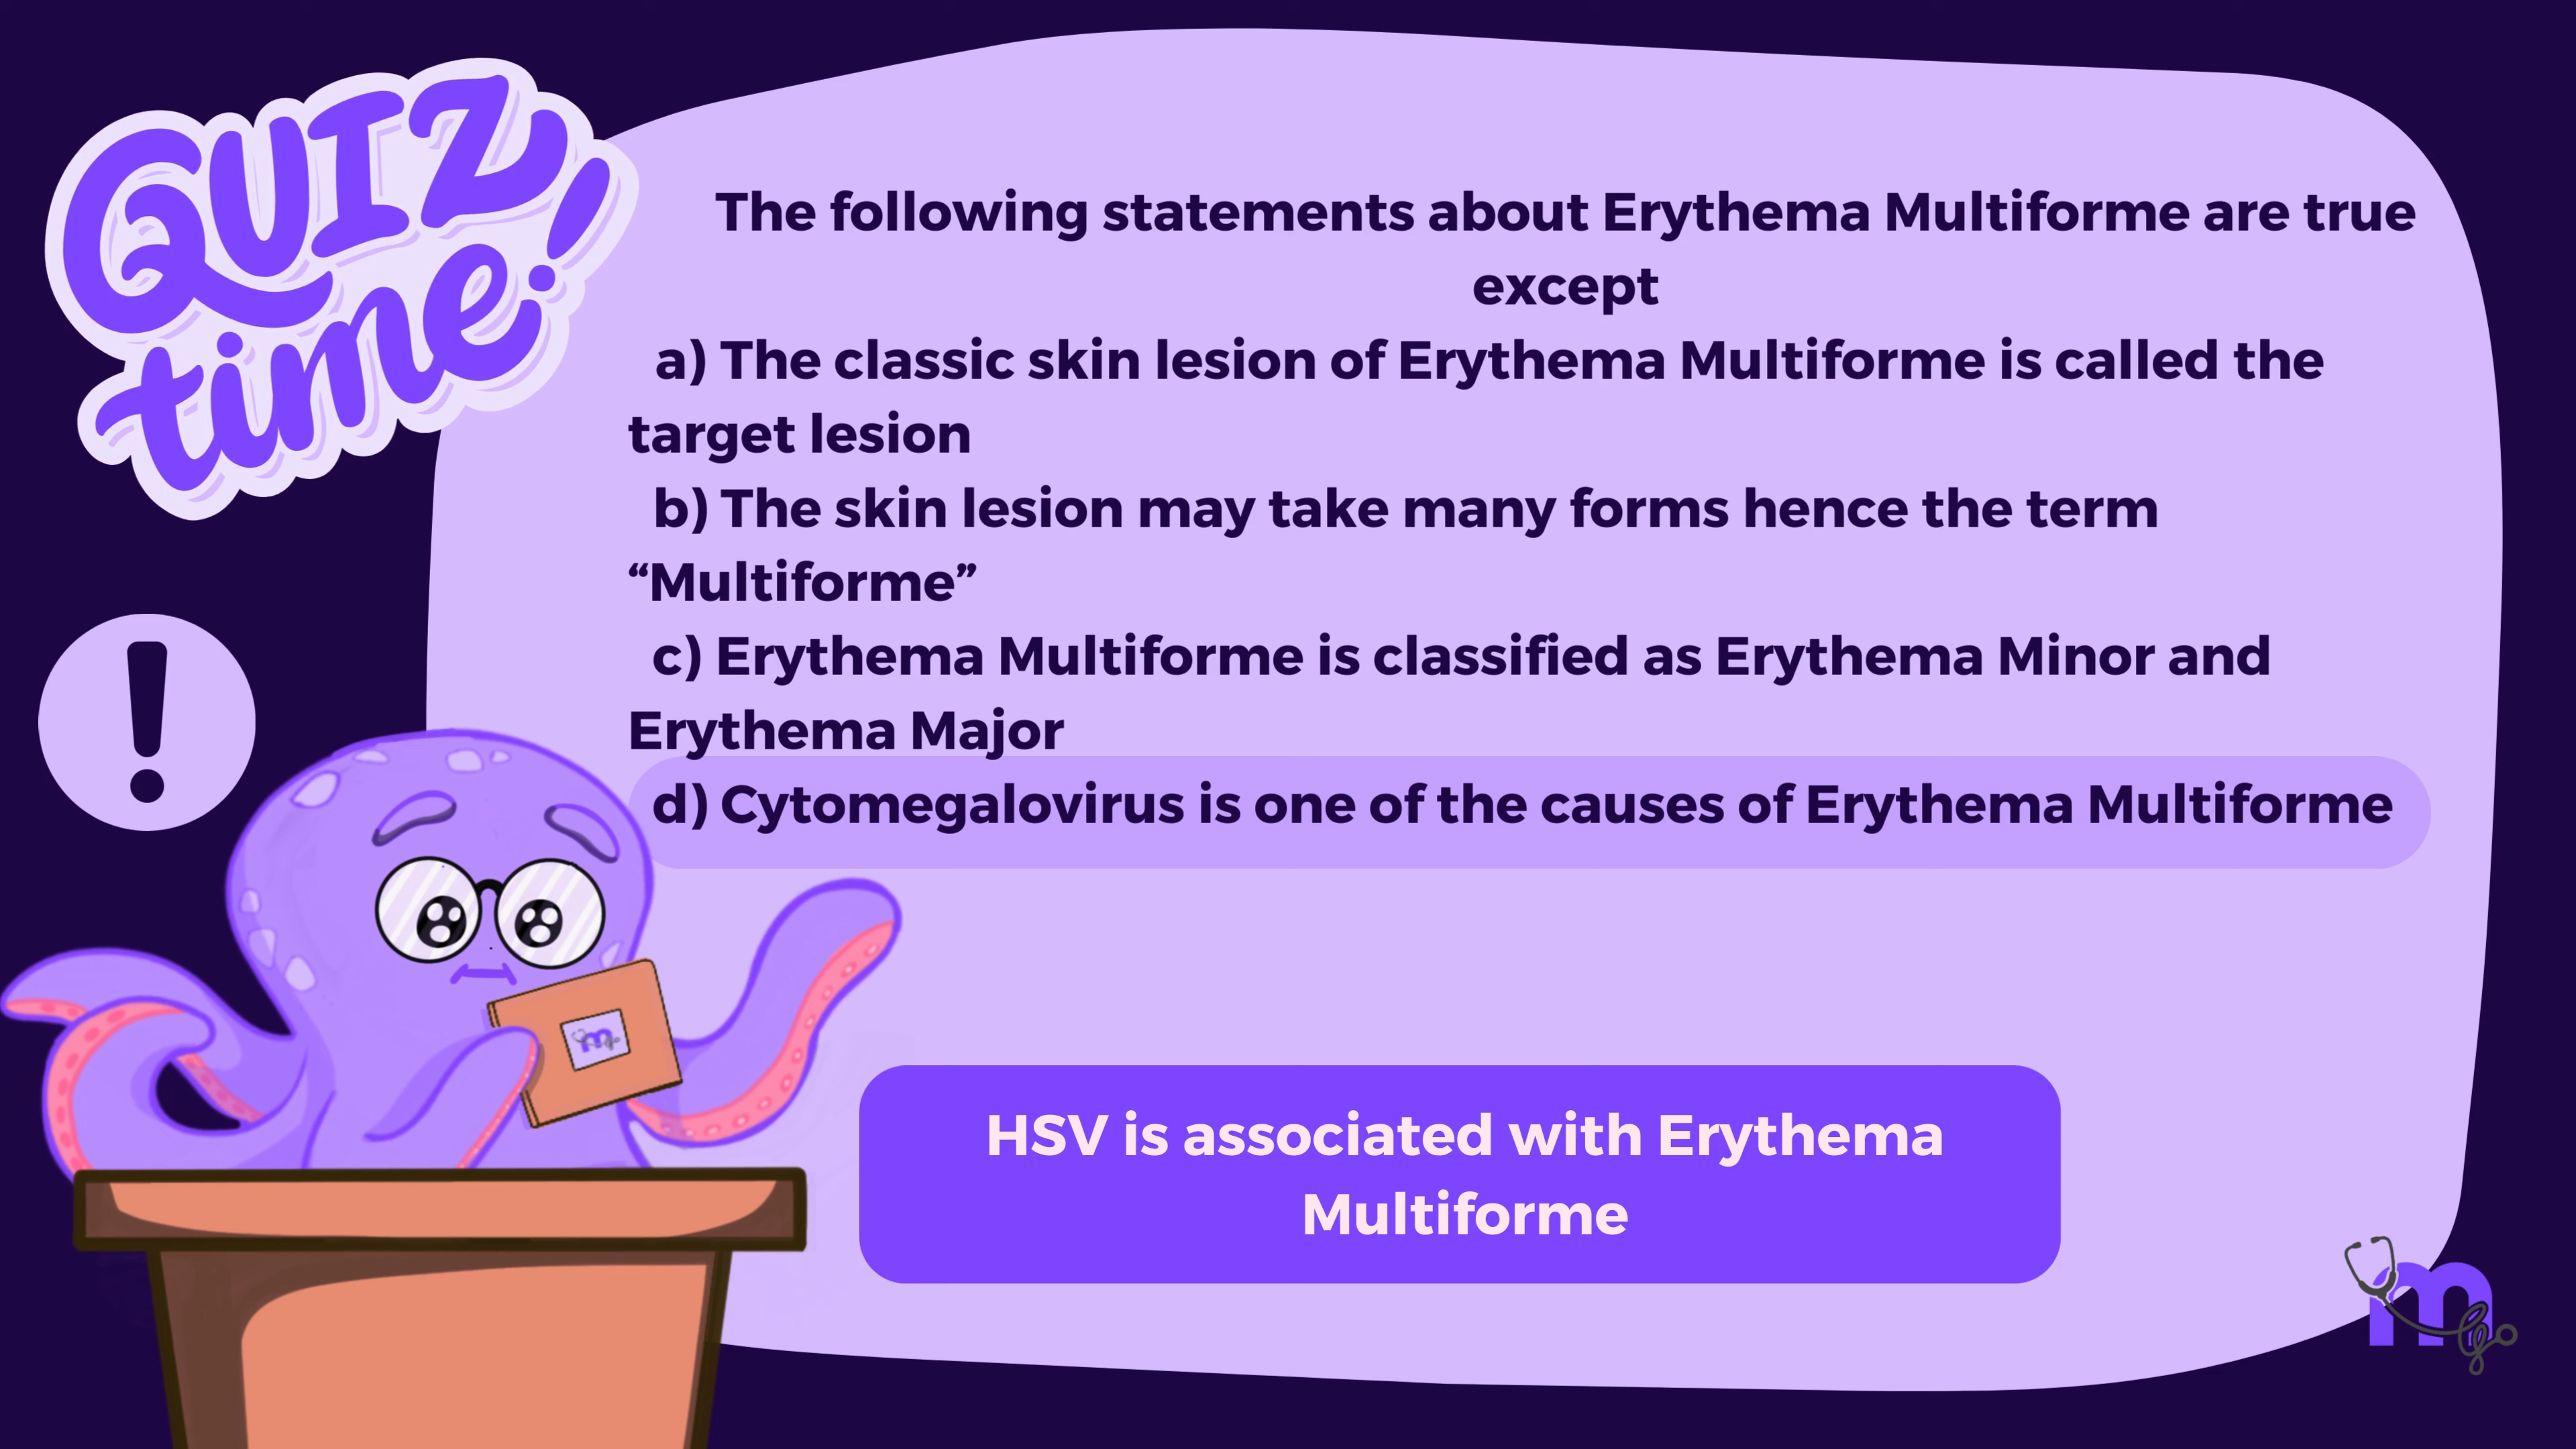 QUIZ
time!
The following statements about Erythema Multiforme are true
except
a) The classic skin lesion of Erythema Multiforme is called the
target lesion
b) The skin lesion may take many forms hence the term
“Multiforme”
c) Erythema Multiforme is classified as Erythema Minor and
Erythema Major
d) Cytomegalovirus is one of the causes of Erythema Multiforme
!
HSV is associated with Erythema
Multiforme
m go